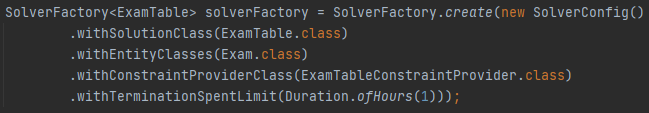 SolverFactory<ExamTable> solverFactory = SolverFactory.create(new SolverConfig()
.withSolutionClass(ExamTable.class)
.withEntityClasses(Exam.class)
.withConstraintProviderClass(ExamTableConstraintProvider.class)
.withTerminationSpentLimit(Duration.ofHours(1)));